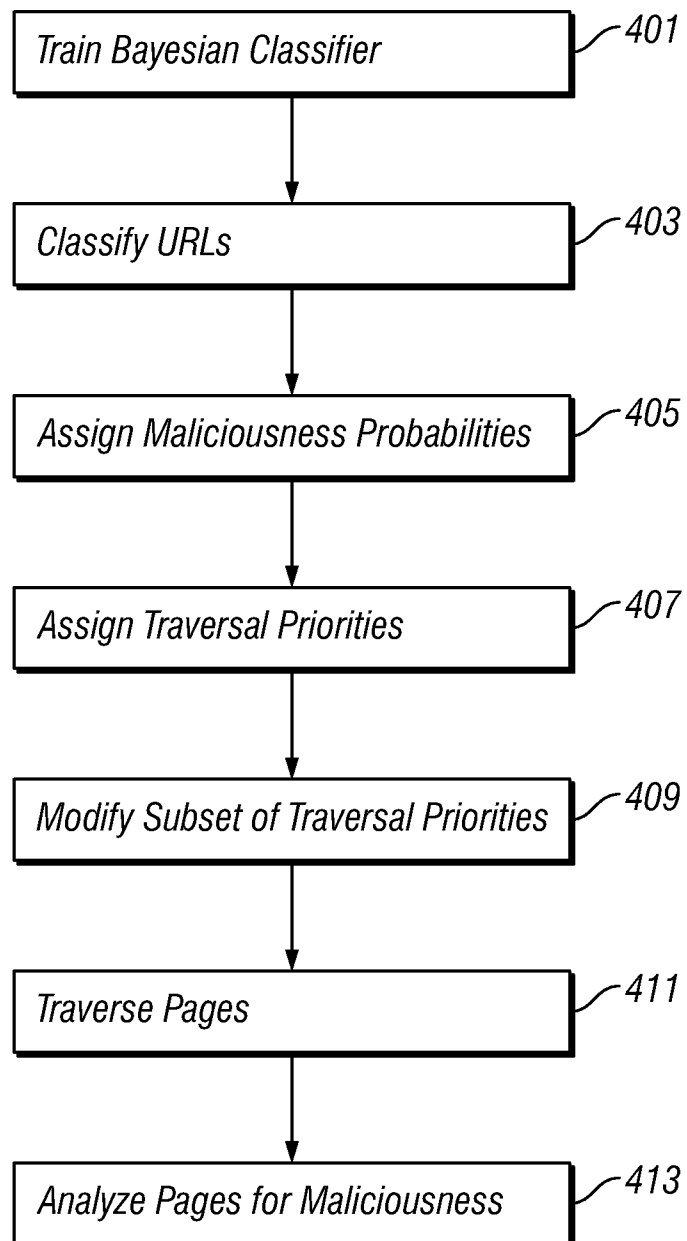 Train Bayesian Classifier
401
Classify URLs
403
Assign Maliciousness Probabilities
405
Assign Traversal Priorities
407
Modify Subset of Traversal Priorities
409
Traverse Pages
411
Analyze Pages for Maliciousness
413